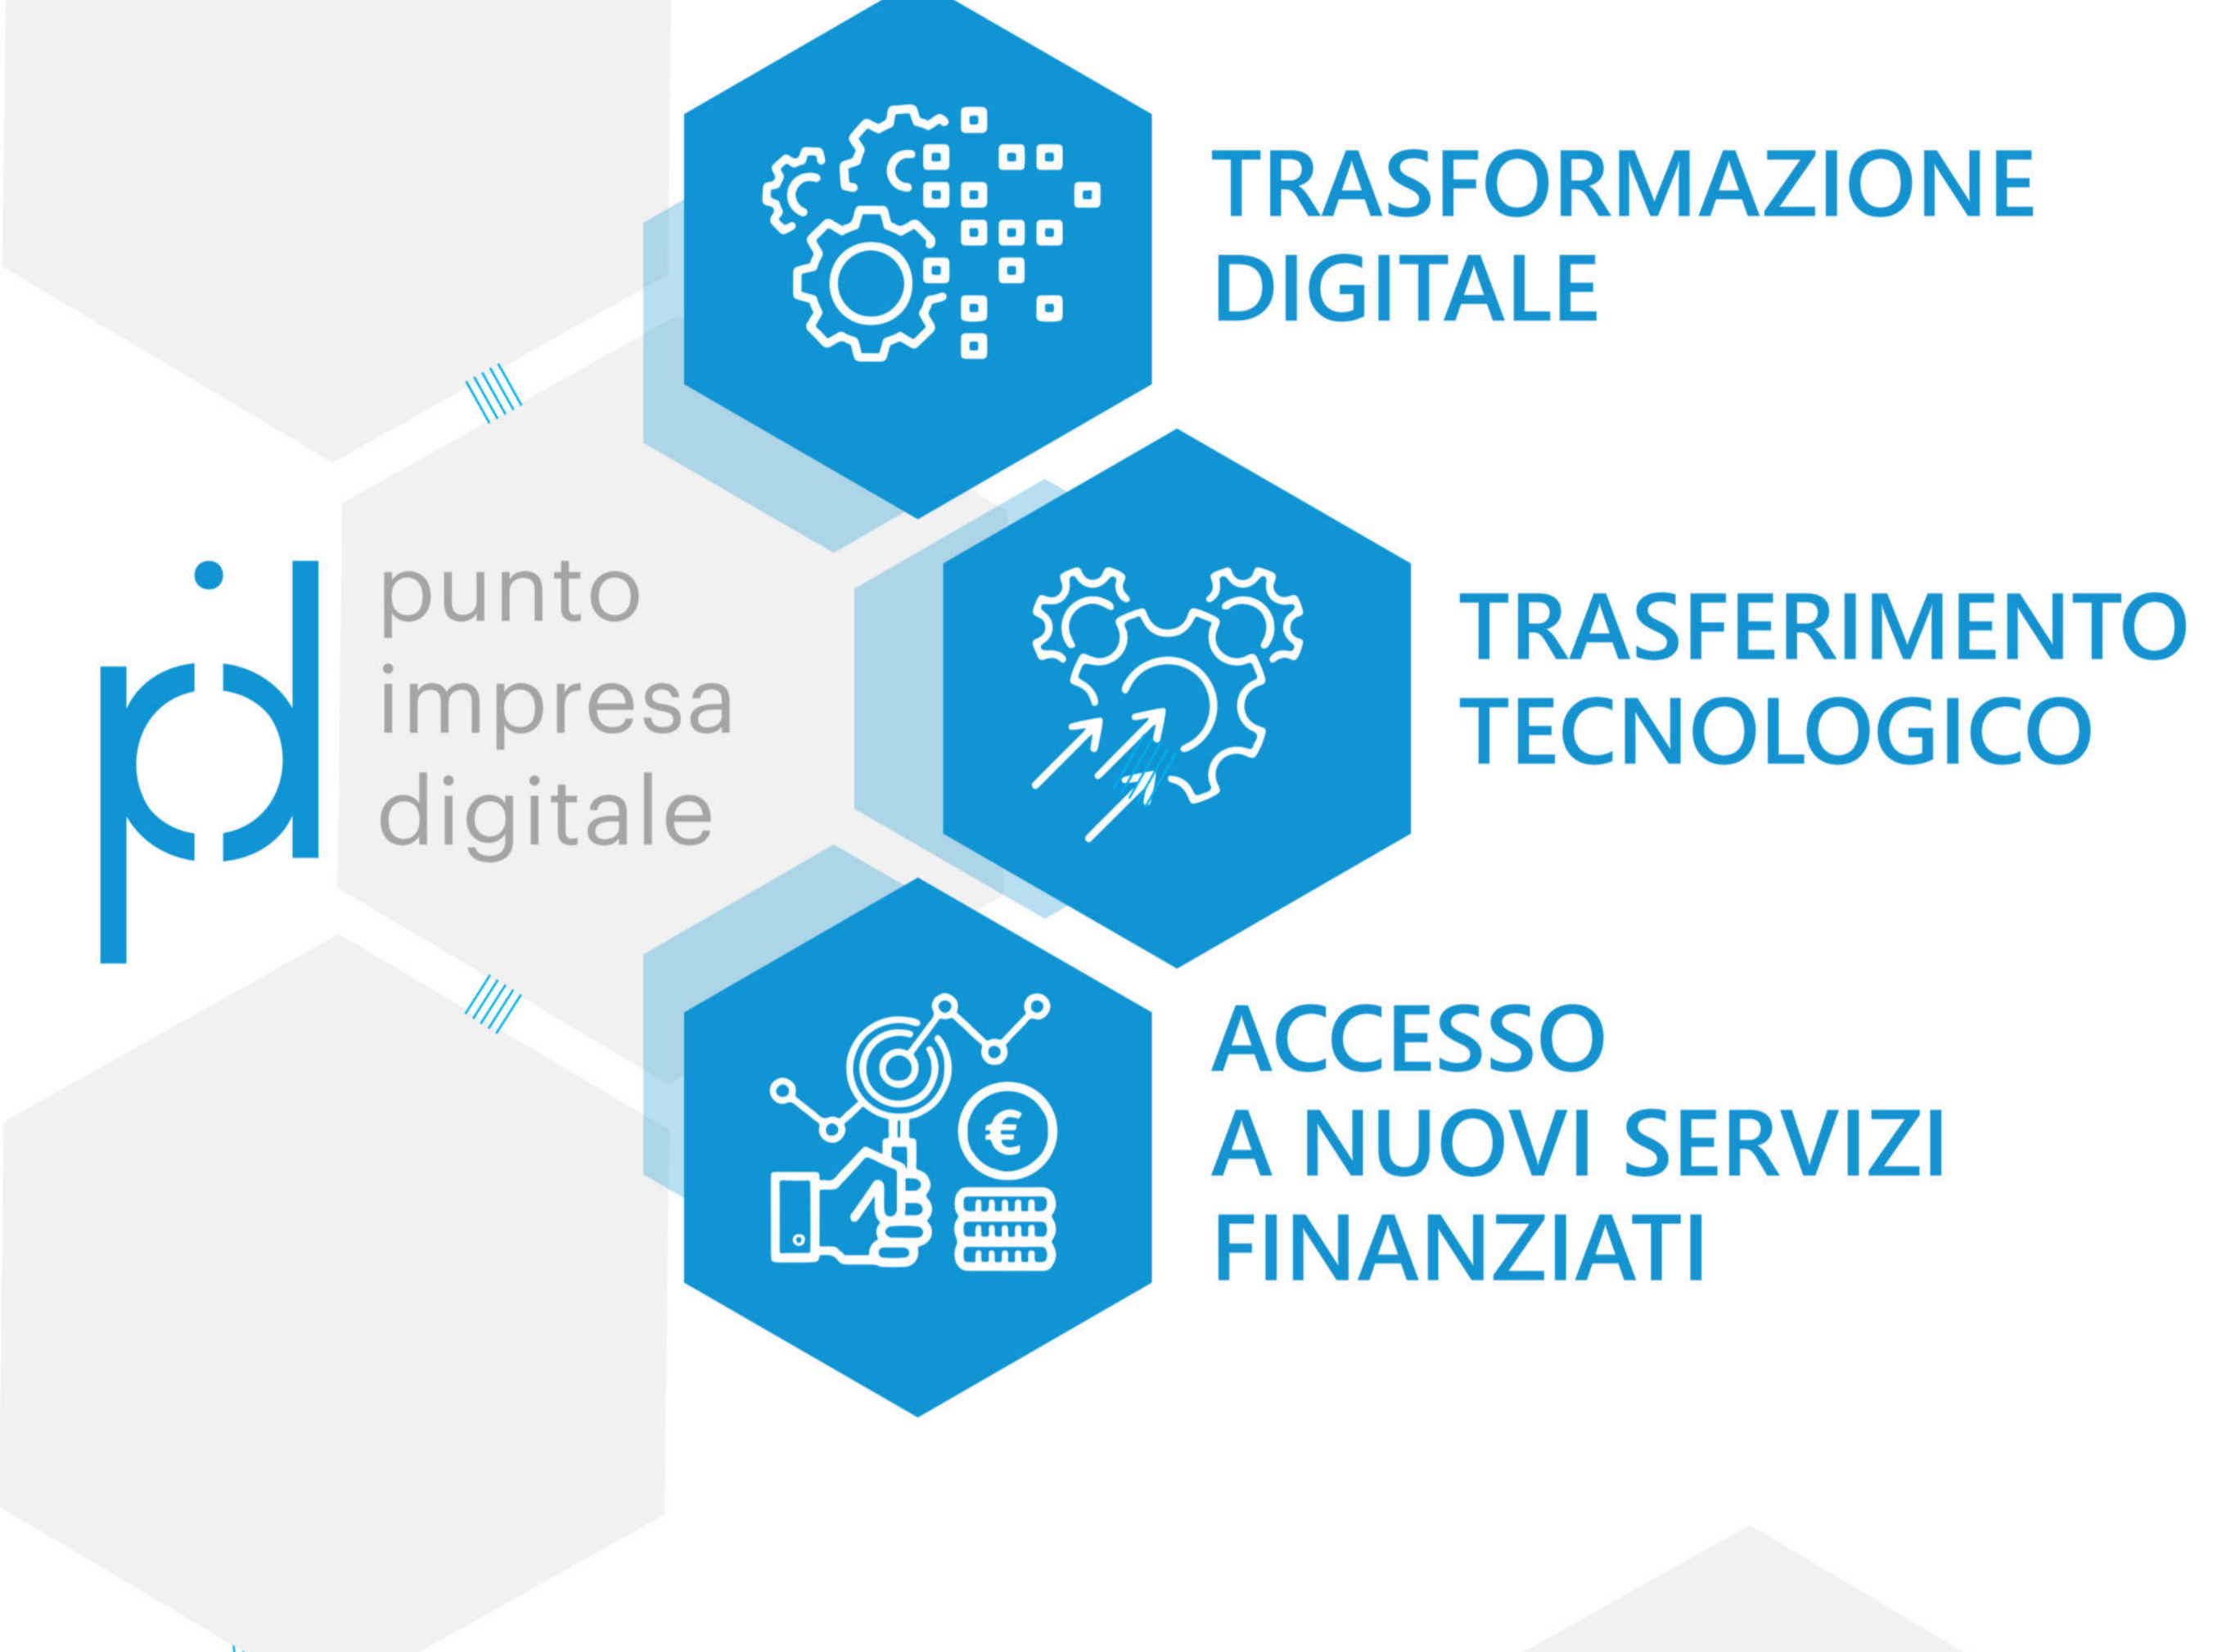 TRASFORMAZIONE
DIGITALE
pid
punto
impresa
digitale
TRASFERIMENTO
TECNOLOGICO
ACCESSO
A NUOVI SERVIZI
FINANZIATI
€